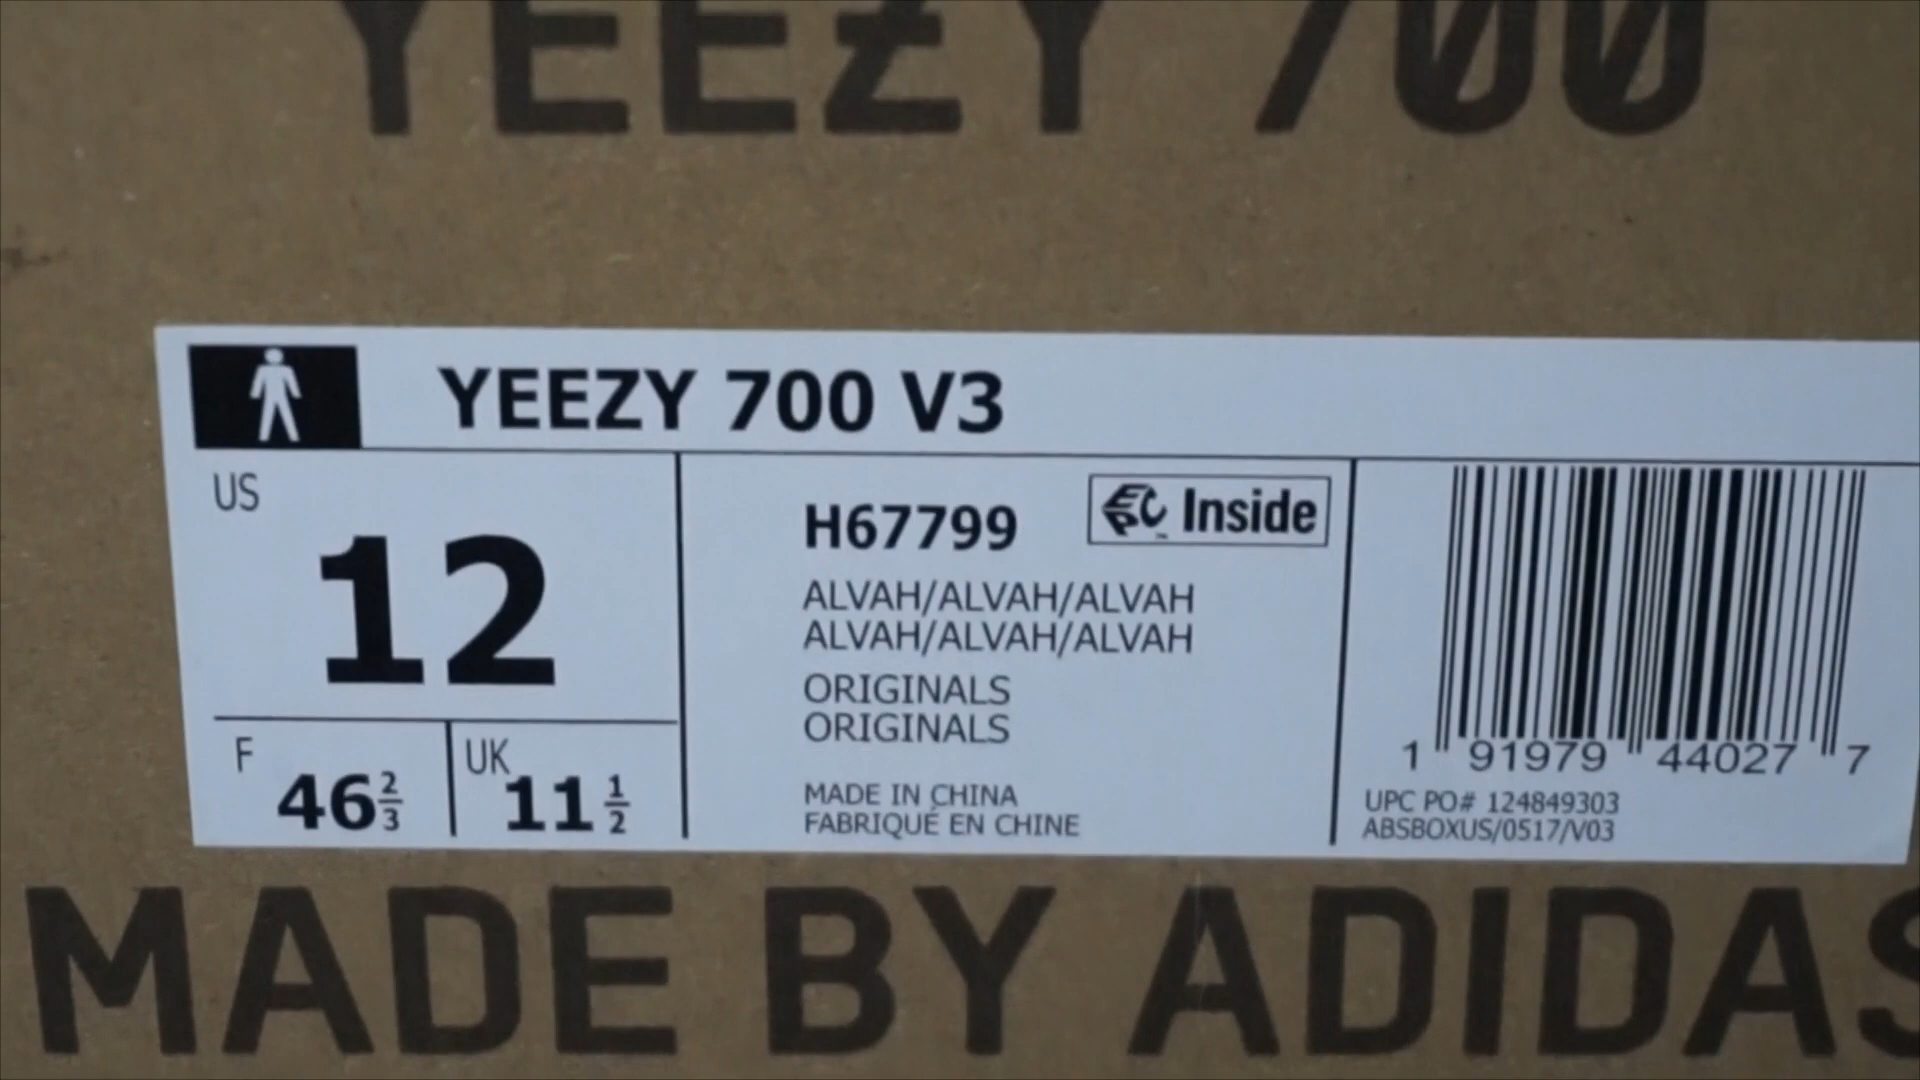 YEEZY 700
YEEZY 700 V3
US
12
F
46 2/3
UK
11 1/2
H67799
EPC Inside
ALVAH/ALVAH/ALVAH
ALVAH/ALVAH/ALVAH
ORIGINALS
ORIGINALS
MADE IN CHINA
FABRIQUÉ EN CHINE
1 91979 44027 7
UPC PO# 124849303
ABSBOXUS/0517/V03
MADE BY ADIDAS